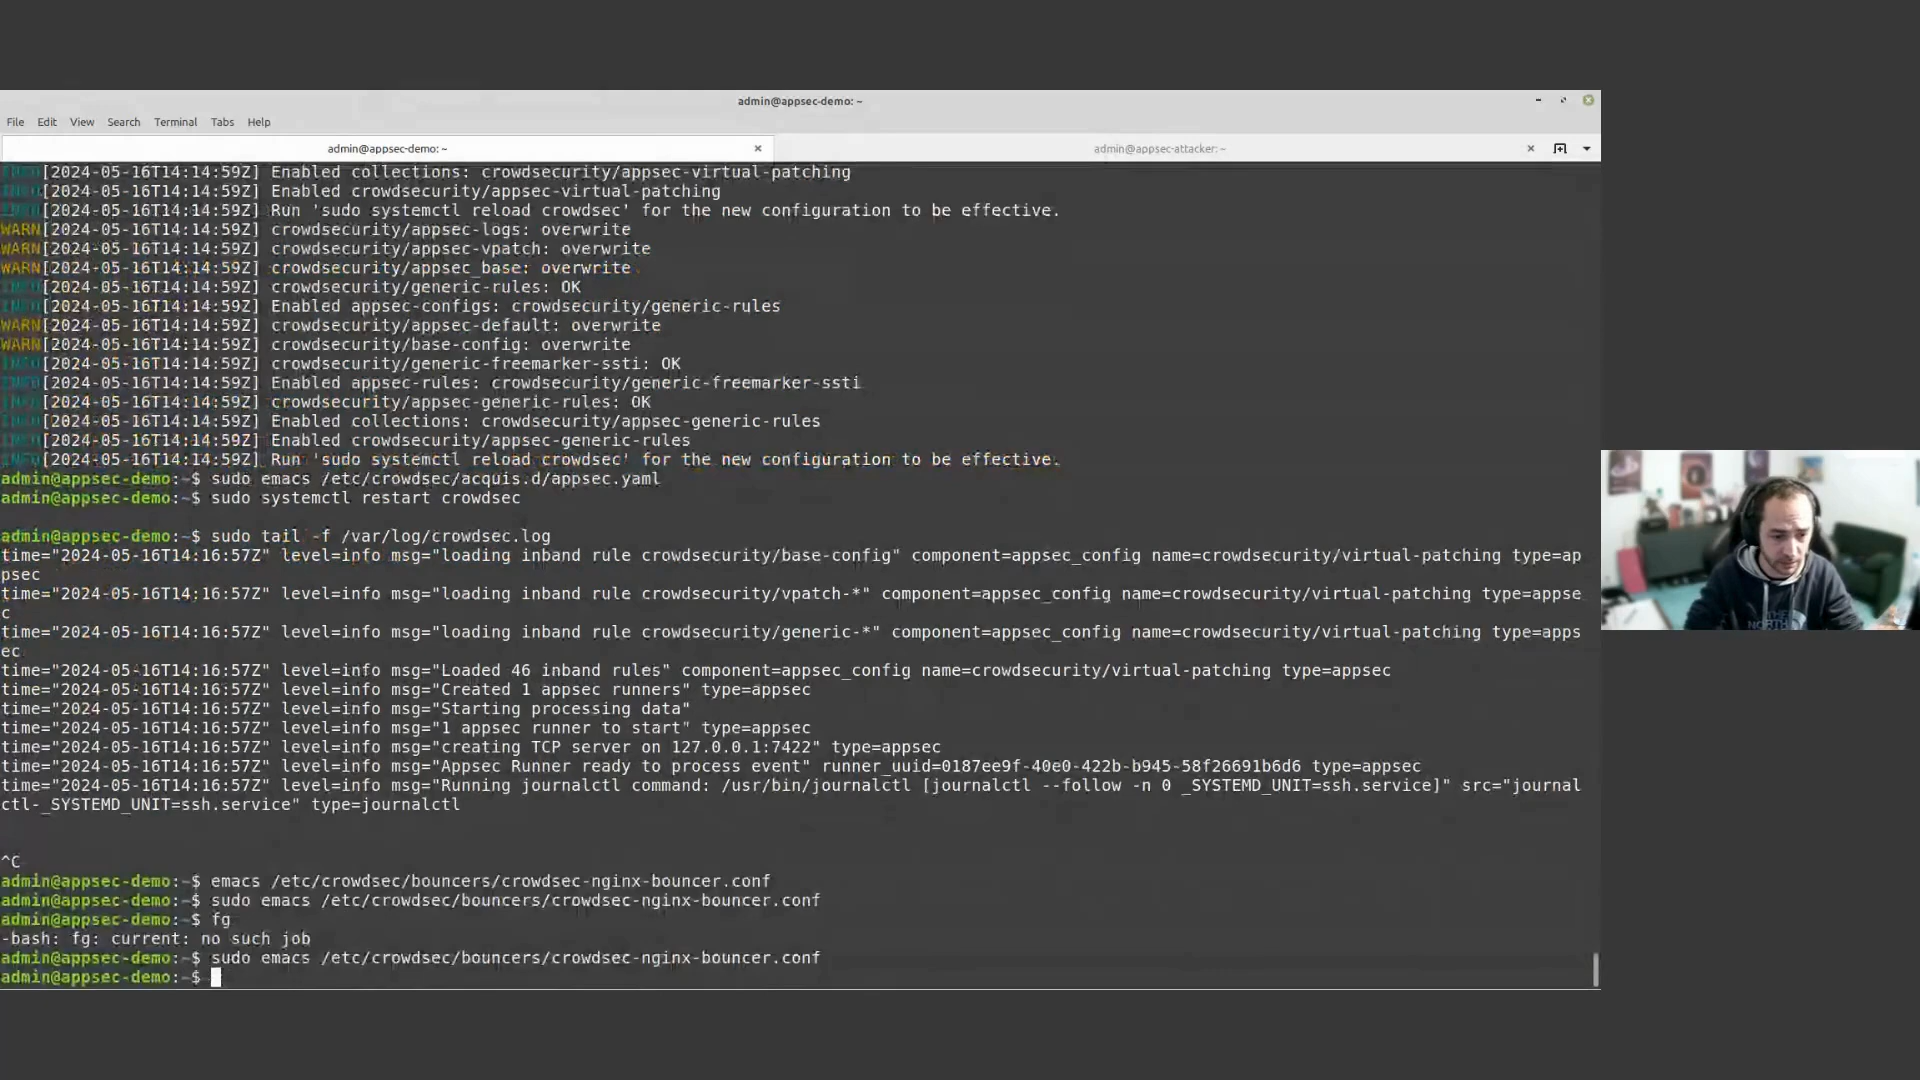 admin@appsec-demo: ~
File Edit View Search Terminal Tabs Help
admin@appsec-demo: ~
admin@appsec-attacker: ~
INFO[2024-05-16T14:14:59Z] Enabled collections: crowdsecurity/appsec-virtual-patching
INFO[2024-05-16T14:14:59Z] Enabled crowdsecurity/appsec-virtual-patching
INFO[2024-05-16T14:14:59Z] Run 'sudo systemctl reload crowdsec' for the new configuration to be effective.
WARN[2024-05-16T14:14:59Z] crowdsecurity/appsec-logs: overwrite
WARN[2024-05-16T14:14:59Z] crowdsecurity/appsec-vpatch: overwrite
WARN[2024-05-16T14:14:59Z] crowdsecurity/appsec_base: overwrite
INFO[2024-05-16T14:14:59Z] crowdsecurity/generic-rules: OK
INFO[2024-05-16T14:14:59Z] Enabled appsec-configs: crowdsecurity/generic-rules
WARN[2024-05-16T14:14:59Z] crowdsecurity/appsec-default: overwrite
WARN[2024-05-16T14:14:59Z] crowdsecurity/base-config: overwrite
INFO[2024-05-16T14:14:59Z] crowdsecurity/generic-freemarker-ssti: OK
INFO[2024-05-16T14:14:59Z] Enabled appsec-rules: crowdsecurity/generic-freemarker-ssti
INFO[2024-05-16T14:14:59Z] crowdsecurity/appsec-generic-rules: OK
INFO[2024-05-16T14:14:59Z] Enabled collections: crowdsecurity/appsec-generic-rules
INFO[2024-05-16T14:14:59Z] Enabled crowdsecurity/appsec-generic-rules
INFO[2024-05-16T14:14:59Z] Run 'sudo systemctl reload crowdsec' for the new configuration to be effective.
admin@appsec-demo:~$ sudo emacs /etc/crowdsec/acquis.d/appsec.yaml
admin@appsec-demo:~$ sudo systemctl restart crowdsec
admin@appsec-demo:~$ sudo tail -f /var/log/crowdsec.log
time="2024-05-16T14:16:57Z" level=info msg="loading inband rule crowdsecurity/base-config" component=appsec_config name=crowdsecurity/virtual-patching type=ap
psec
time="2024-05-16T14:16:57Z" level=info msg="loading inband rule crowdsecurity/vpatch-*" component=appsec_config name=crowdsecurity/virtual-patching type=appse
c
time="2024-05-16T14:16:57Z" level=info msg="loading inband rule crowdsecurity/generic-*" component=appsec_config name=crowdsecurity/virtual-patching type=apps
ec
time="2024-05-16T14:16:57Z" level=info msg="Loaded 46 inband rules" component=appsec_config name=crowdsecurity/virtual-patching type=appsec
time="2024-05-16T14:16:57Z" level=info msg="Created 1 appsec runners" type=appsec
time="2024-05-16T14:16:57Z" level=info msg="Starting processing data"
time="2024-05-16T14:16:57Z" level=info msg="1 appsec runner to start" type=appsec
time="2024-05-16T14:16:57Z" level=info msg="creating TCP server on 127.0.0.1:7422" type=appsec
time="2024-05-16T14:16:57Z" level=info msg="Appsec Runner ready to process event" runner_uuid=0187ee9f-40e0-422b-b945-58f26691b6d6 type=appsec
time="2024-05-16T14:16:57Z" level=info msg="Running journalctl command: /usr/bin/journalctl [journalctl --follow -n 0 _SYSTEMD_UNIT=ssh.service]" src="journal
ctl-_SYSTEMD_UNIT=ssh.service" type=journalctl
^C
admin@appsec-demo:~$ emacs /etc/crowdsec/bouncers/crowdsec-nginx-bouncer.conf
admin@appsec-demo:~$ sudo emacs /etc/crowdsec/bouncers/crowdsec-nginx-bouncer.conf
admin@appsec-demo:~$ fg
-bash: fg: current: no such job
admin@appsec-demo:~$ sudo emacs /etc/crowdsec/bouncers/crowdsec-nginx-bouncer.conf
admin@appsec-demo:~$
THE
NORTH